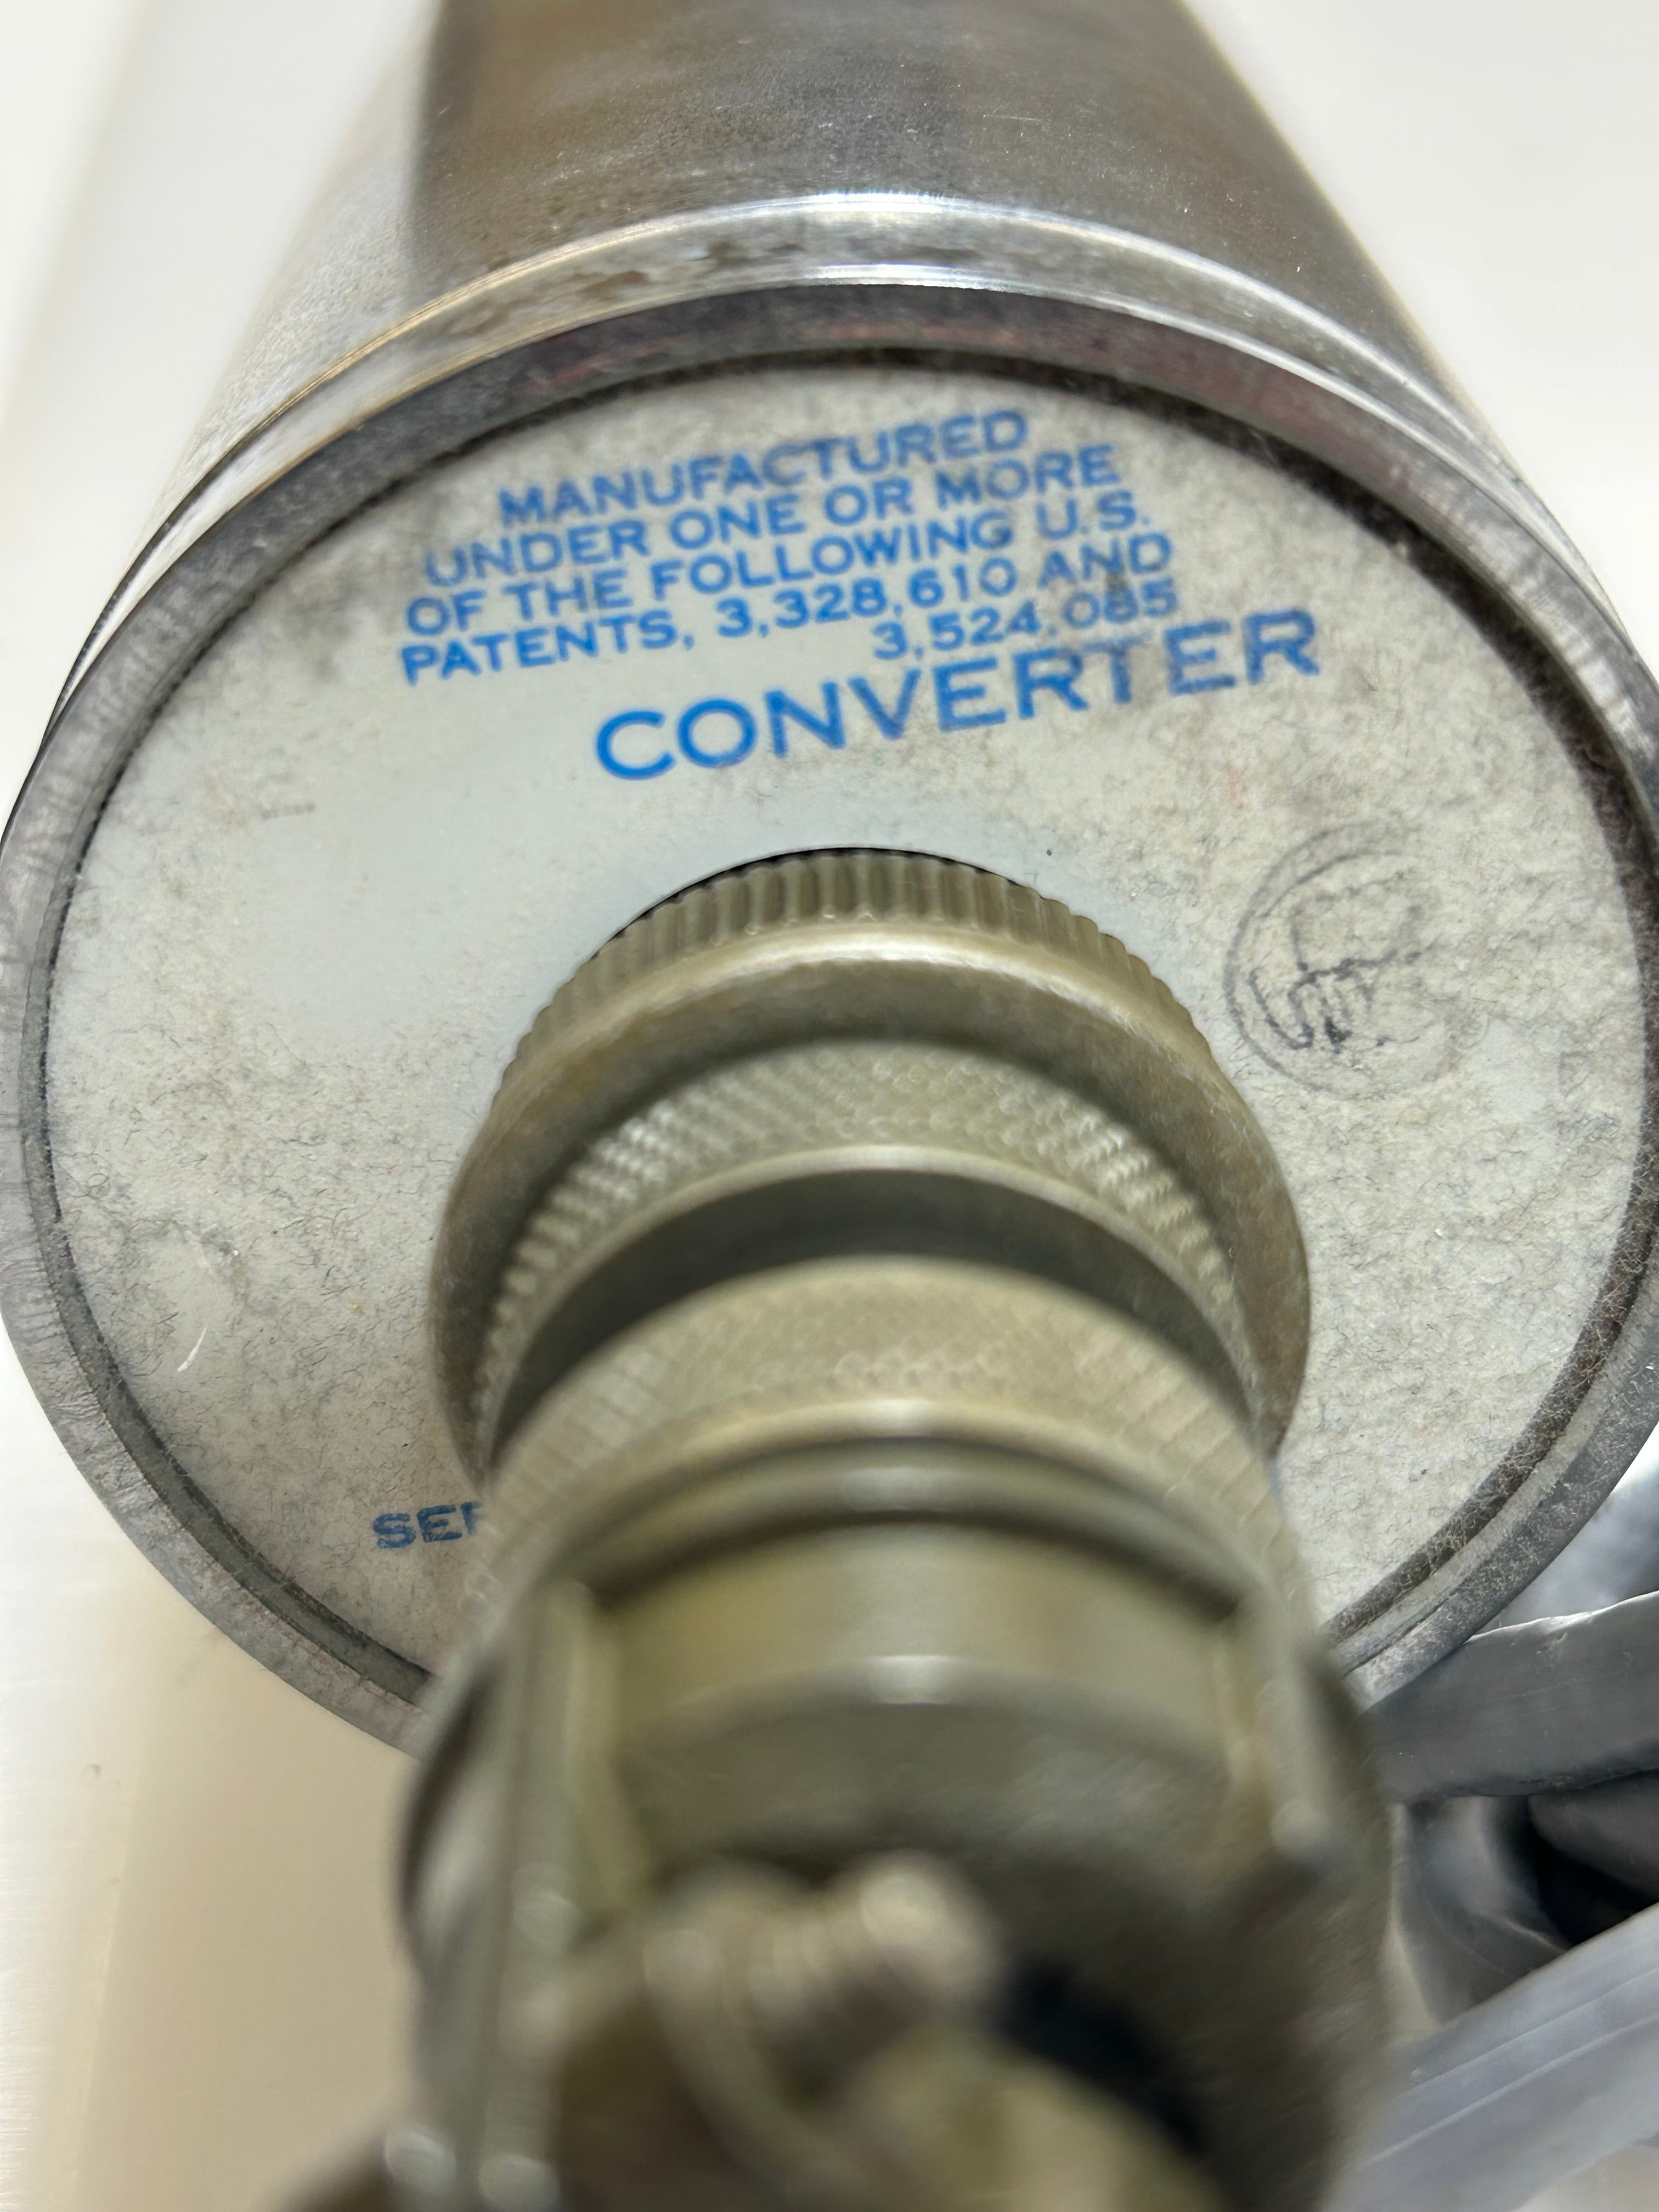 MANUFACTURED
UNDER ONE OR MORE
OF THE FOLLOWING U.S.
PATENTS, 3,328,610 AND
3,524,085
CONVERTER